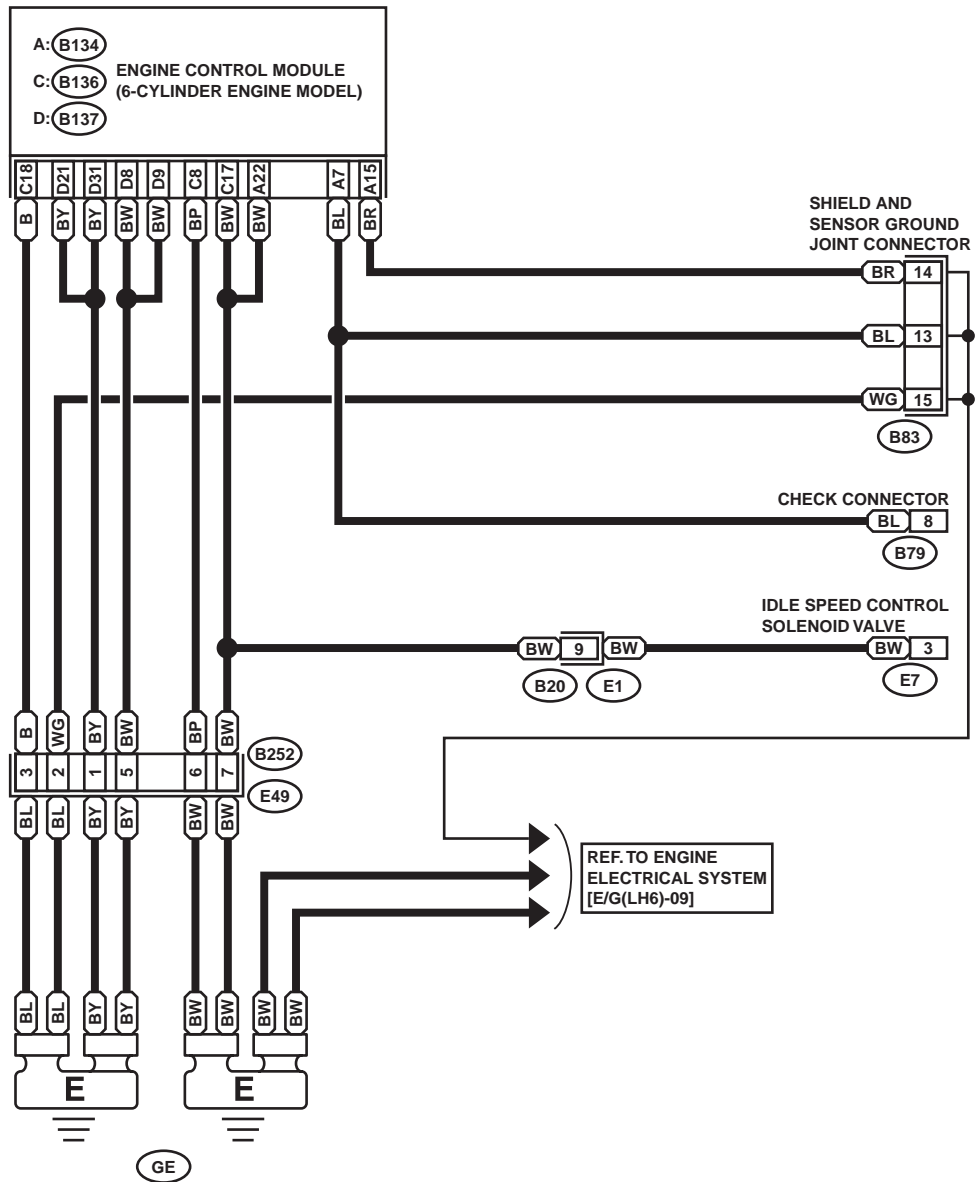 A: B134
C: B136
D: B137
ENGINE CONTROL MODULE
(6-CYLINDER ENGINE MODEL)
C18 D21 D31 D8 D9 C8 C17 A22 A7 A15
B BY BY BW BW BP BW BW BL BR
SHIELD AND
SENSOR GROUND
JOINT CONNECTOR
BR 14
BL 13
WG 15
B83
CHECK CONNECTOR
BL 8
B79
IDLE SPEED CONTROL
SOLENOID VALVE
BW 9 BW
BW 3
B20 E1
E7
B WG BY BW BP BW
B252
3 2 1 5 6 7
E49
BL BL BY BY BW BW
REF. TO ENGINE
ELECTRICAL SYSTEM
[E/G(LH6)-09]
BL BL BY BY BW BW BW BW
E E
GE